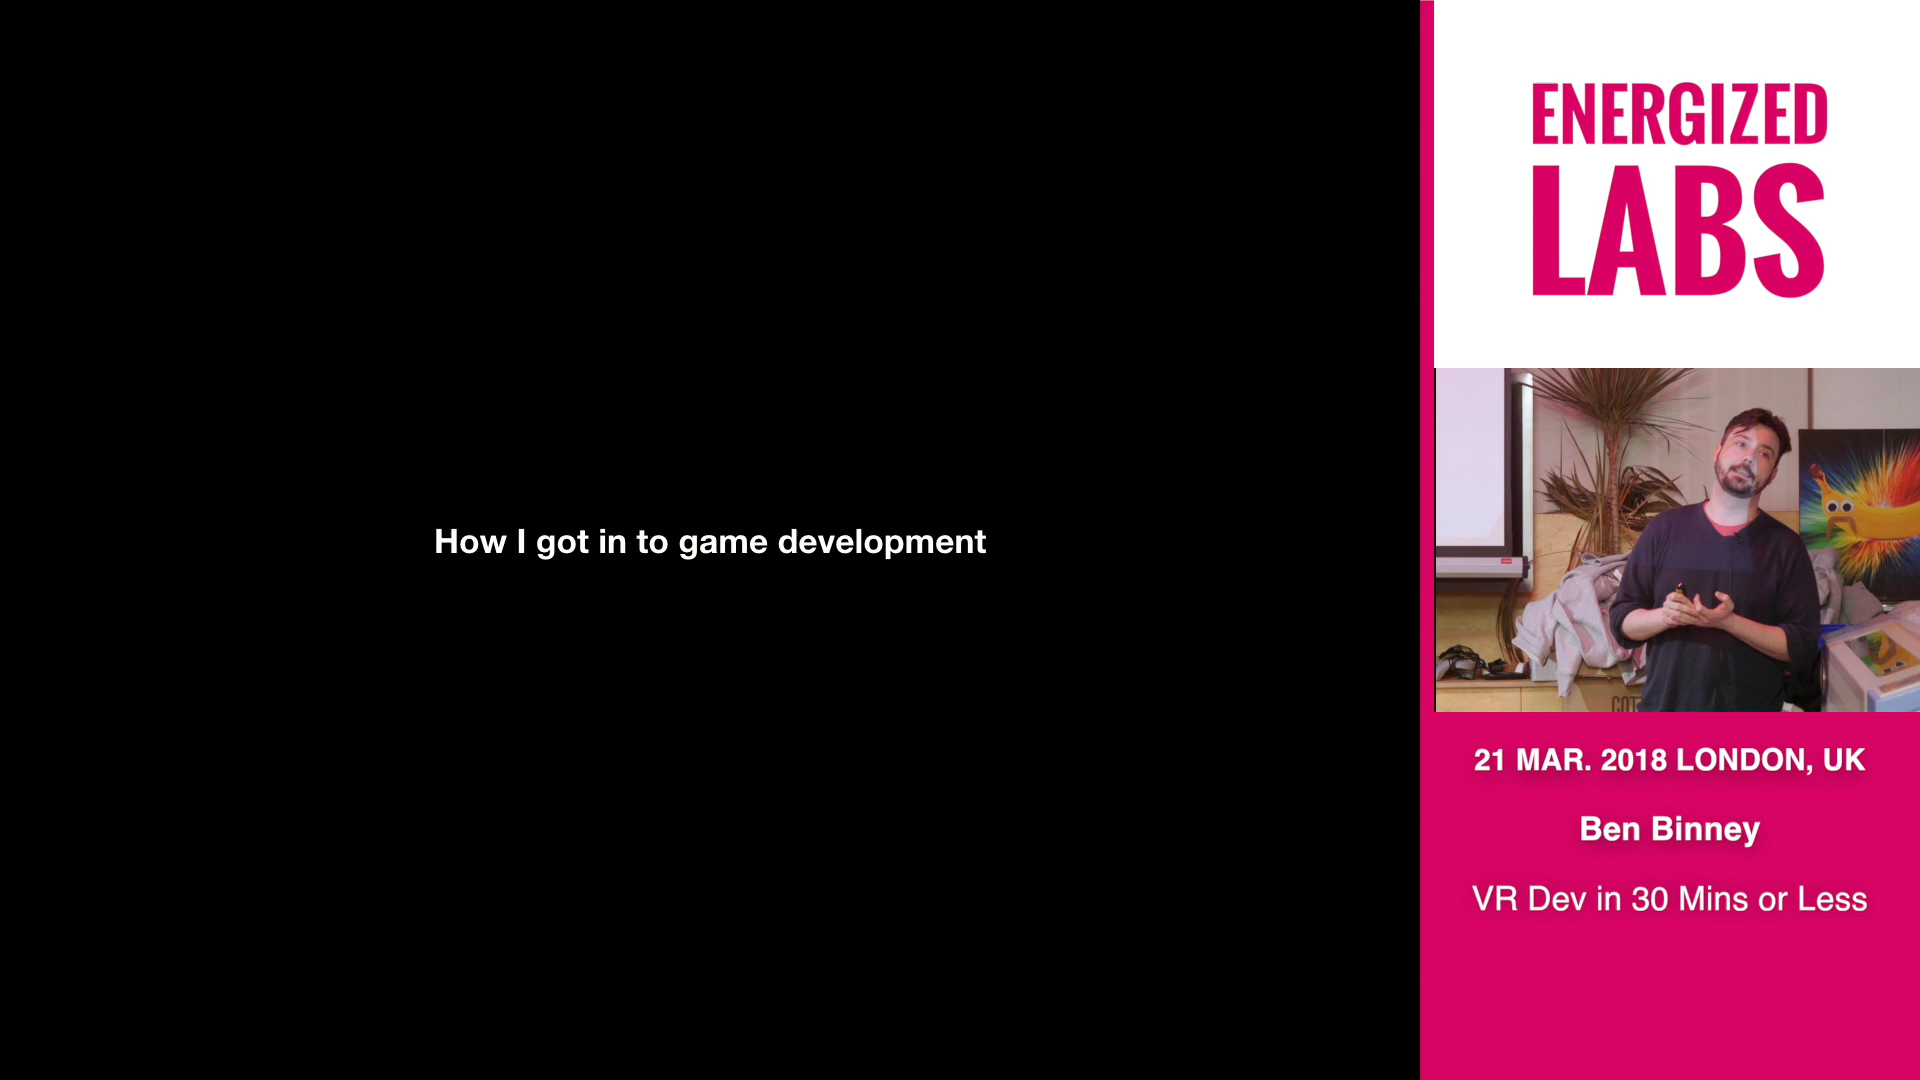 How I got in to game development
ENERGIZED
LABS
21 MAR. 2018 LONDON, UK
Ben Binney
VR Dev in 30 Mins or Less